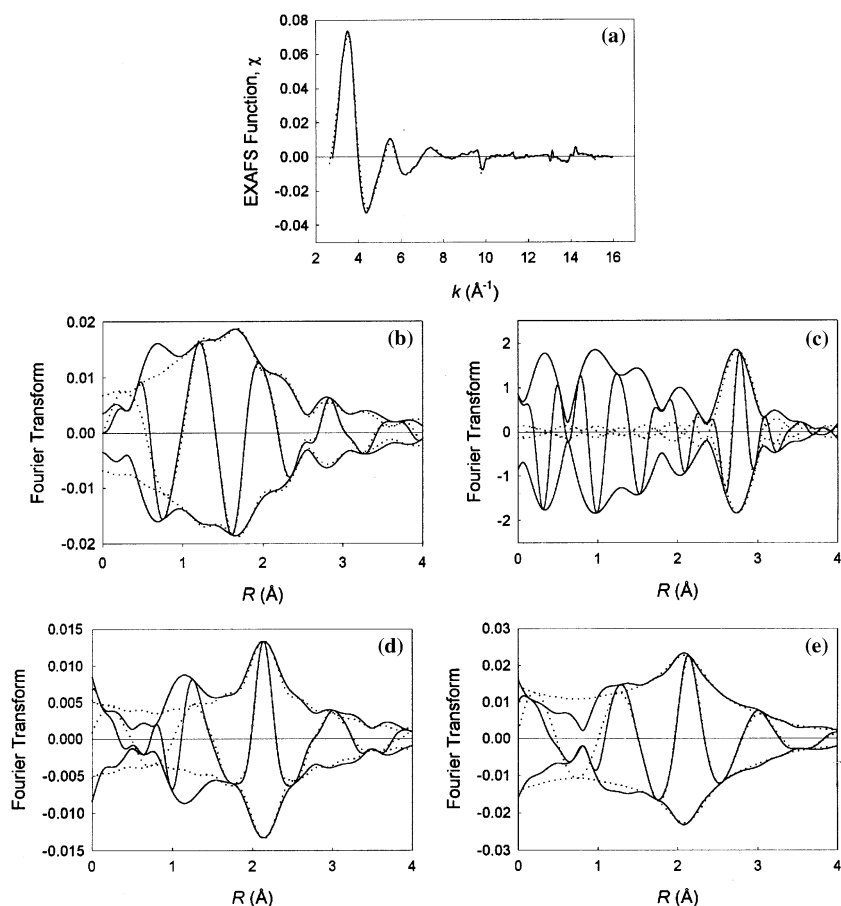 (a)
EXAFS Function, χ
0.08
0.06
0.04
0.02
0.00
-0.02
-0.04
2 4 6 8 10 12 14 16
k (Å-1)
(b)
Fourier Transform
0.02
0.01
0.00
-0.01
-0.02
0 1 2 3 4
R (Å)
(c)
Fourier Transform
2
1
0
-1
-2
0 1 2 3 4
R (Å)
(d)
Fourier Transform
0.015
0.010
0.005
0.000
-0.005
-0.010
-0.015
0 1 2 3 4
R (Å)
(e)
Fourier Transform
0.03
0.02
0.01
0.00
-0.01
-0.02
-0.03
0 1 2 3 4
R (Å)